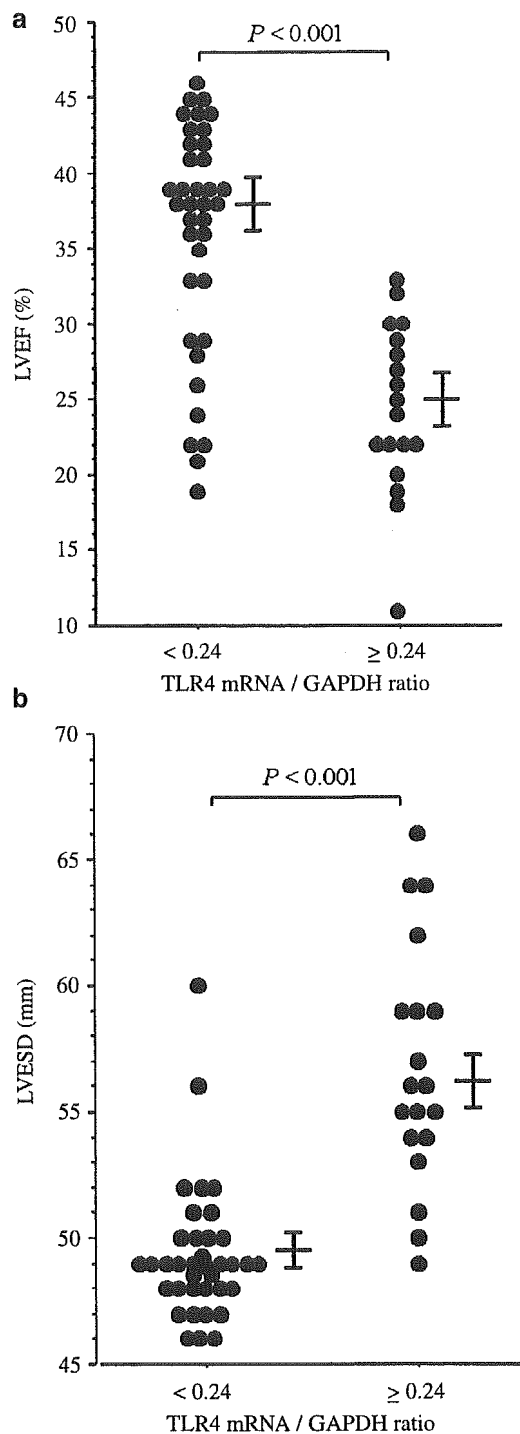 a
P < 0.001
50
45
40
35
30
25
20
15
10
LVEF (%)
< 0.24
≥ 0.24
TLR4 mRNA / GAPDH ratio
b
P < 0.001
70
65
60
55
50
45
LVESD (mm)
< 0.24
≥ 0.24
TLR4 mRNA / GAPDH ratio